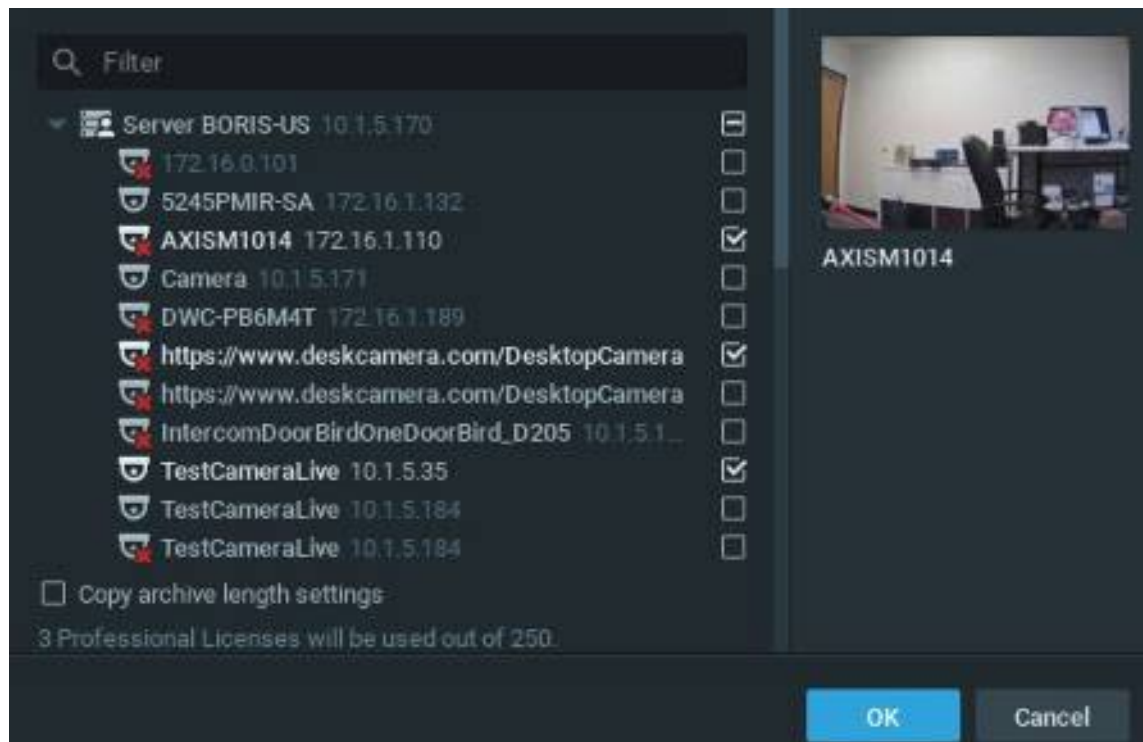 Filter
Server BORIS-US 10.1.5.170
172.16.0.101
5245PMIR-SA 172.16.1.132
AXISM1014 172.16.1.110
Camera 10.1.5.171
DWC-PB6M4T 172.16.1.189
https://www.deskcamera.com/DesktopCamera
https://www.deskcamera.com/DesktopCamera
IntercomDoorBirdOneDoorBird_D205 10.1.5.1...
TestCameraLive 10.1.5.35
TestCameraLive 10.1.5.184
TestCameraLive 10.1.5.184
Copy archive length settings
3 Professional Licenses will be used out of 250.
AXISM1014
OK Cancel